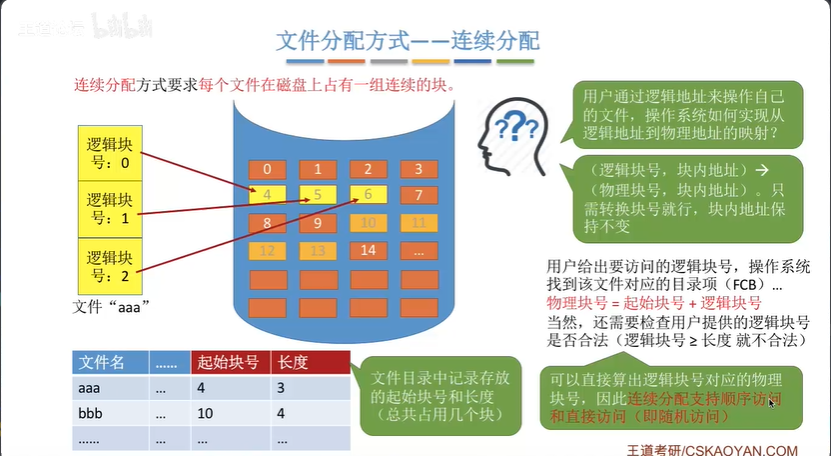 王道考研 bilibili
文件分配方式——连续分配
连续分配方式要求每个文件在磁盘上占有一组连续的块。
逻辑块
号：0
逻辑块
号：1
逻辑块
号：2
文件“aaa”
0 1 2 3
4 5 6 7
8 9 10 11
12 13 14 ...
用户通过逻辑地址来操作自己
的文件，操作系统如何实现从
逻辑地址到物理地址的映射？
???
（逻辑块号，块内地址）→
（物理块号，块内地址）。只
需转换块号就行，块内地址保
持不变
用户给出要访问的逻辑块号，操作系统
找到该文件对应的目录项（FCB）...
物理块号 = 起始块号 + 逻辑块号
当然，还需要检查用户提供的逻辑块号
是否合法（逻辑块号 ≥ 长度 就不合法）
文件名 …… 起始块号 长度
aaa ... 4 3
bbb ... 10 4
…… ... ... ...
文件目录中记录存放
的起始块号和长度
（总共占用几个块）
可以直接算出逻辑块号对应的物理
块号，因此连续分配支持顺序访问
和直接访问（即随机访问）
王道考研/CSKAOYAN.COM